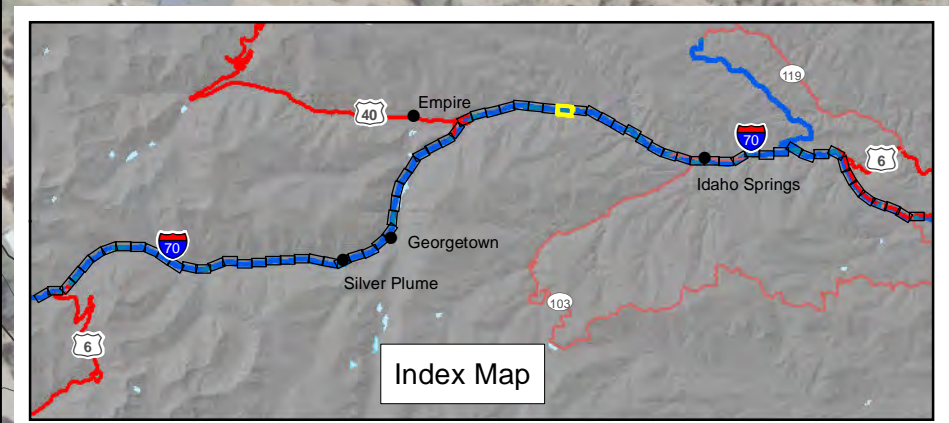 119
Empire
40
70
6
Idaho Springs
Georgetown
70
Silver Plume
103
6
Index Map